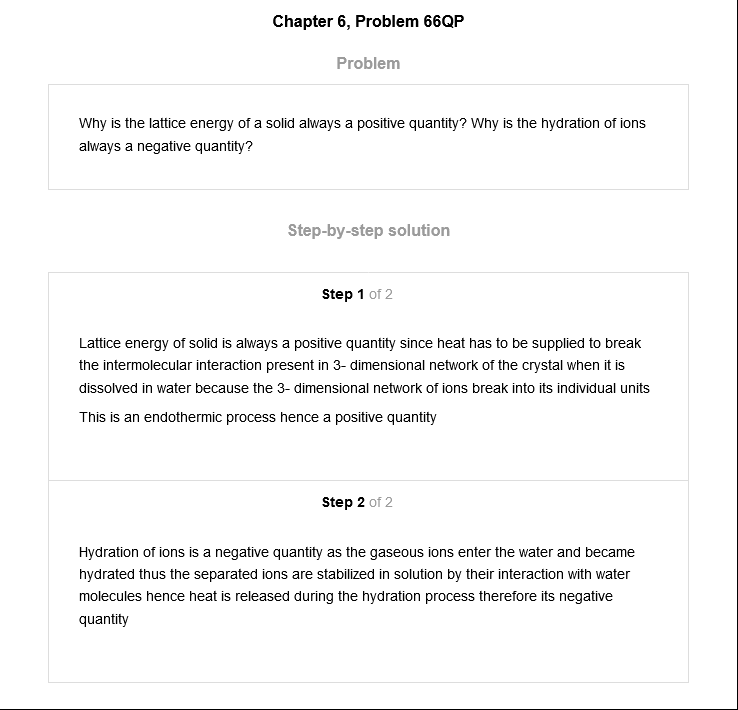 Chapter 6, Problem 66QP
Problem
Why is the lattice energy of a solid always a positive quantity? Why is the hydration of ions
always a negative quantity?
Step-by-step solution
Step 1 of 2
Lattice energy of solid is always a positive quantity since heat has to be supplied to break
the intermolecular interaction present in 3- dimensional network of the crystal when it is
dissolved in water because the 3- dimensional network of ions break into its individual units
This is an endothermic process hence a positive quantity
Step 2 of 2
Hydration of ions is a negative quantity as the gaseous ions enter the water and became
hydrated thus the separated ions are stabilized in solution by their interaction with water
molecules hence heat is released during the hydration process therefore its negative
quantity